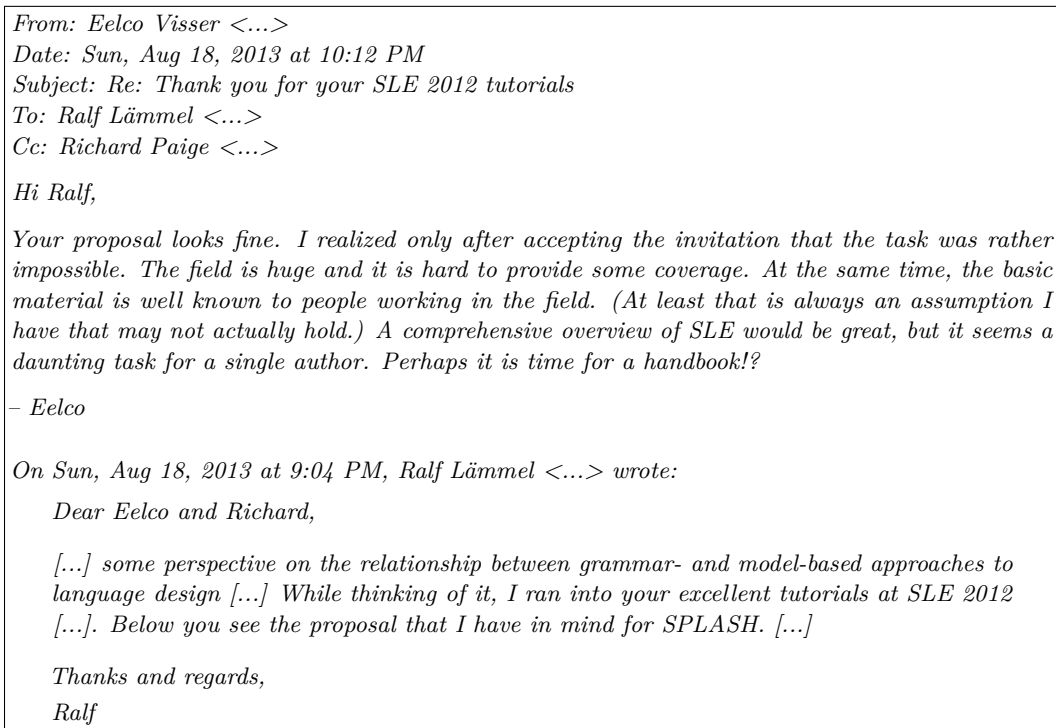 From: Eelco Visser <...>
Date: Sun, Aug 18, 2013 at 10:12 PM
Subject: Re: Thank you for your SLE 2012 tutorials
To: Ralf Lämmel <...>
Cc: Richard Paige <...>
Hi Ralf,
Your proposal looks fine. I realized only after accepting the invitation that the task was rather
impossible. The field is huge and it is hard to provide some coverage. At the same time, the basic
material is well known to people working in the field. (At least that is always an assumption I
have that may not actually hold.) A comprehensive overview of SLE would be great, but it seems a
daunting task for a single author. Perhaps it is time for a handbook!?
– Eelco
On Sun, Aug 18, 2013 at 9:04 PM, Ralf Lämmel <...> wrote:
Dear Eelco and Richard,
[...] some perspective on the relationship between grammar- and model-based approaches to
language design [...] While thinking of it, I ran into your excellent tutorials at SLE 2012
[...]. Below you see the proposal that I have in mind for SPLASH. [...]
Thanks and regards,
Ralf